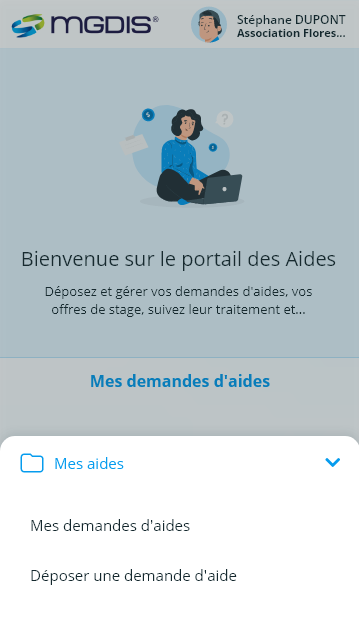 MGDIS®
Stéphane DUPONT
Association Flores...
$
?
Bienvenue sur le portail des Aides
Déposez et gérer vos demandes d'aides, vos
offres de stage, suivez leur traitement et...
Mes demandes d'aides
Mes aides
Mes demandes d'aides
Déposer une demande d'aide